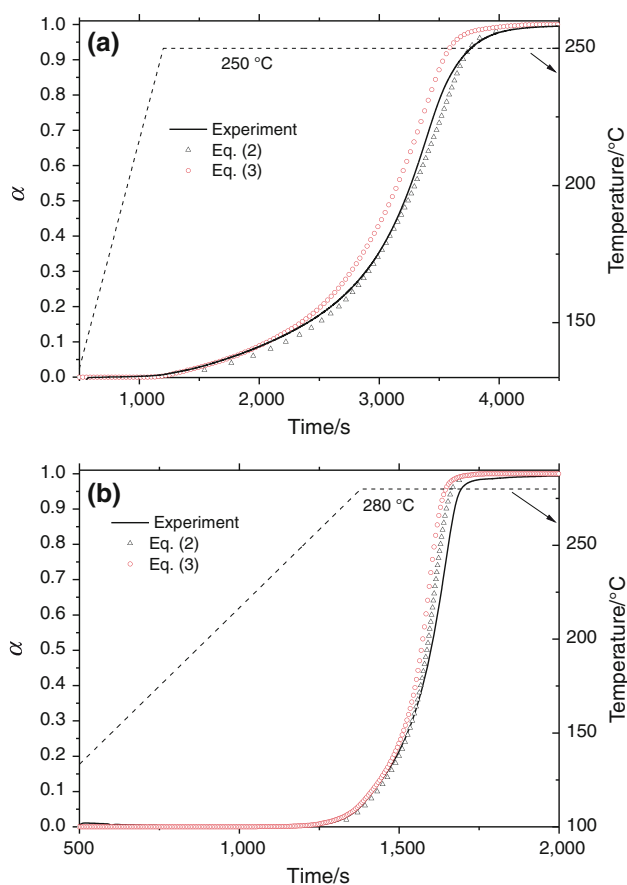 (a)
1.0
0.9
0.8
0.7
0.6
0.5
0.4
0.3
0.2
0.1
0.0
α
250 °C
Experiment
Eq. (2)
Eq. (3)
250
200
150
Temperature/°C
1,000
2,000
3,000
4,000
Time/s
(b)
1.0
0.9
0.8
0.7
0.6
0.5
0.4
0.3
0.2
0.1
0.0
α
280 °C
Experiment
Eq. (2)
Eq. (3)
250
200
150
100
Temperature/°C
500
1,000
1,500
2,000
Time/s